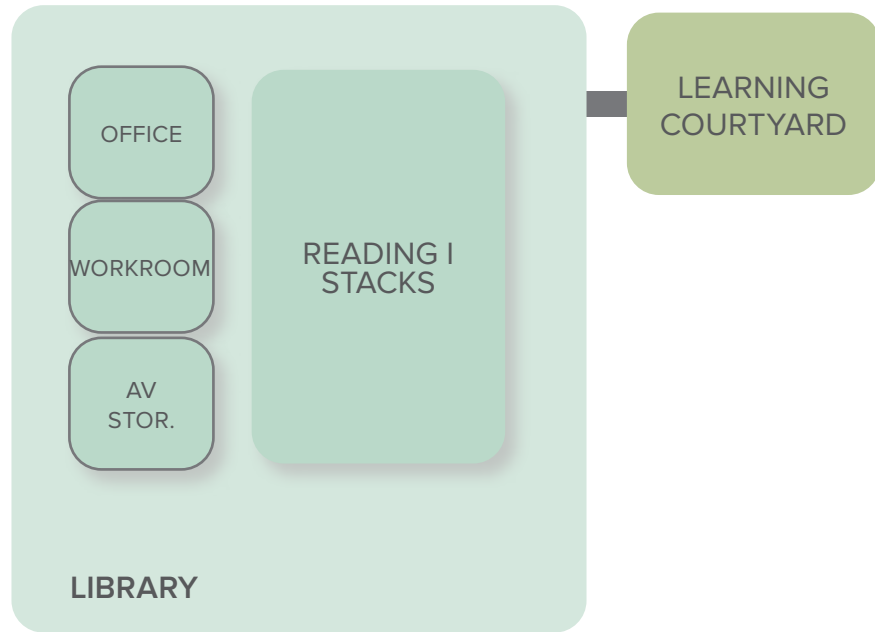 OFFICE
WORKROOM
AV
STOR.
READING I
STACKS
LEARNING
COURTYARD
LIBRARY